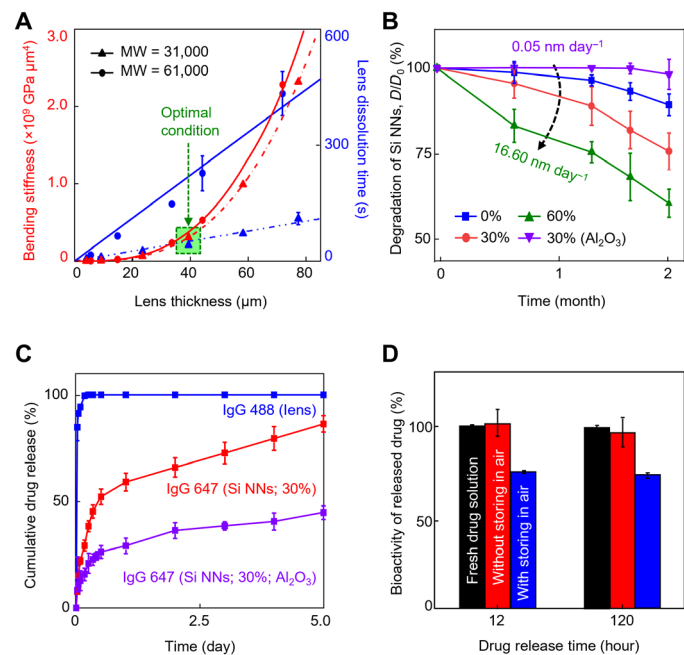 A
Bending stiffness (×10⁹ GPa μm⁴)
3.0
2.0
1.0
0
MW = 31,000
MW = 61,000
Optimal
condition
600
300
0
Lens dissolution time (s)
0 20 40 60 80
Lens thickness (μm)
B
Degradation of Si NNs, D/D₀ (%)
100
75
50
0.05 nm day⁻¹
16.60 nm day⁻¹
0% 60%
30% 30% (Al₂O₃)
0 1 2
Time (month)
C
Cumulative drug release (%)
100
50
0
IgG 488 (lens)
IgG 647 (Si NNs; 30%)
IgG 647 (Si NNs; 30%; Al₂O₃)
0 2.5 5.0
Time (day)
D
Bioactivity of released drug (%)
100
50
0
Fresh drug solution
Without storing in air
With storing in air
12 120
Drug release time (hour)